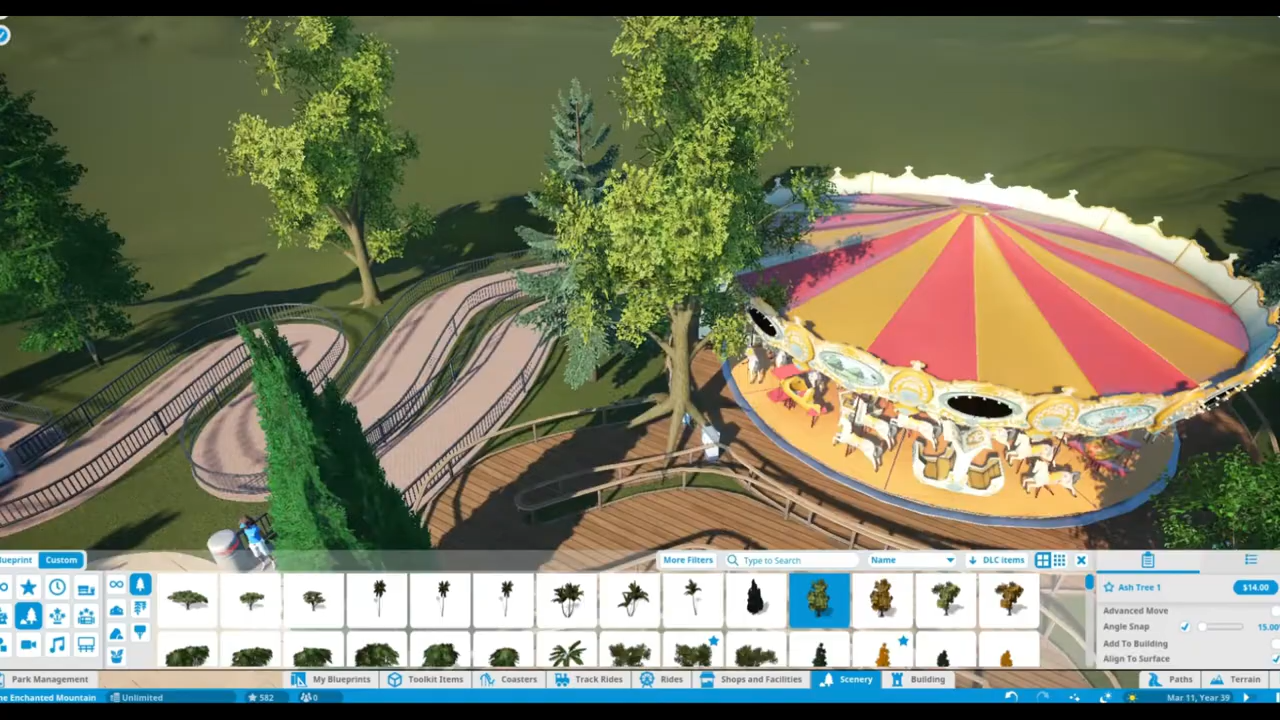 Blueprint Custom More Filters Type to Search Name DLC items
Ash Tree 1 $14.00
Advanced Move
Angle Snap 15.00°
Add To Building
Align To Surface
Park Management My Blueprints Toolkit Items Coasters Track Rides Rides Shops and Facilities Scenery Building Paths Terrain
he Enchanted Mountain Unlimited 582 0 Mar 11, Year 39